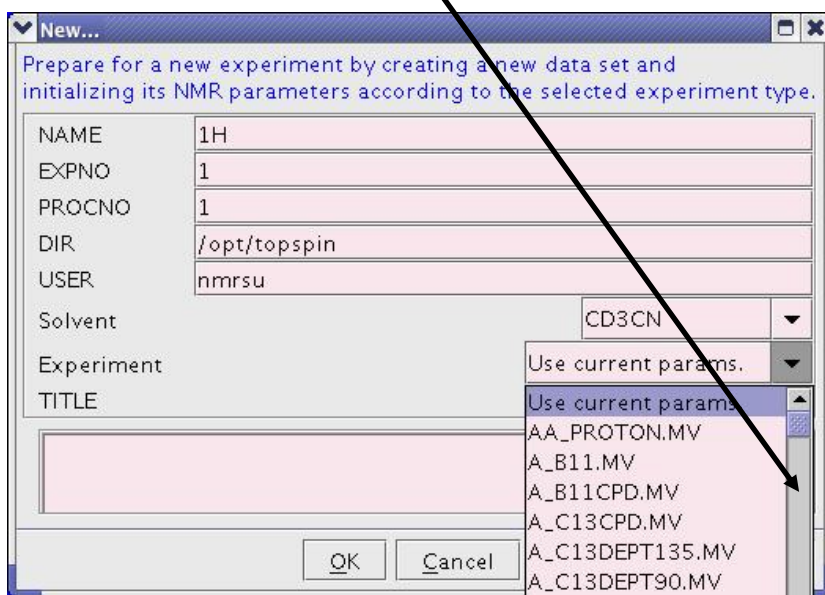 New...
Prepare for a new experiment by creating a new data set and
initializing its NMR parameters according to the selected experiment type.
NAME 1H
EXPNO 1
PROCNO 1
DIR /opt/topspin
USER nmrsu
Solvent CD3CN
Experiment Use current params.
TITLE
Use current params.
AA_PROTON.MV
A_B11.MV
A_B11CPD.MV
A_C13CPD.MV
A_C13DEPT135.MV
A_C13DEPT90.MV
OK Cancel